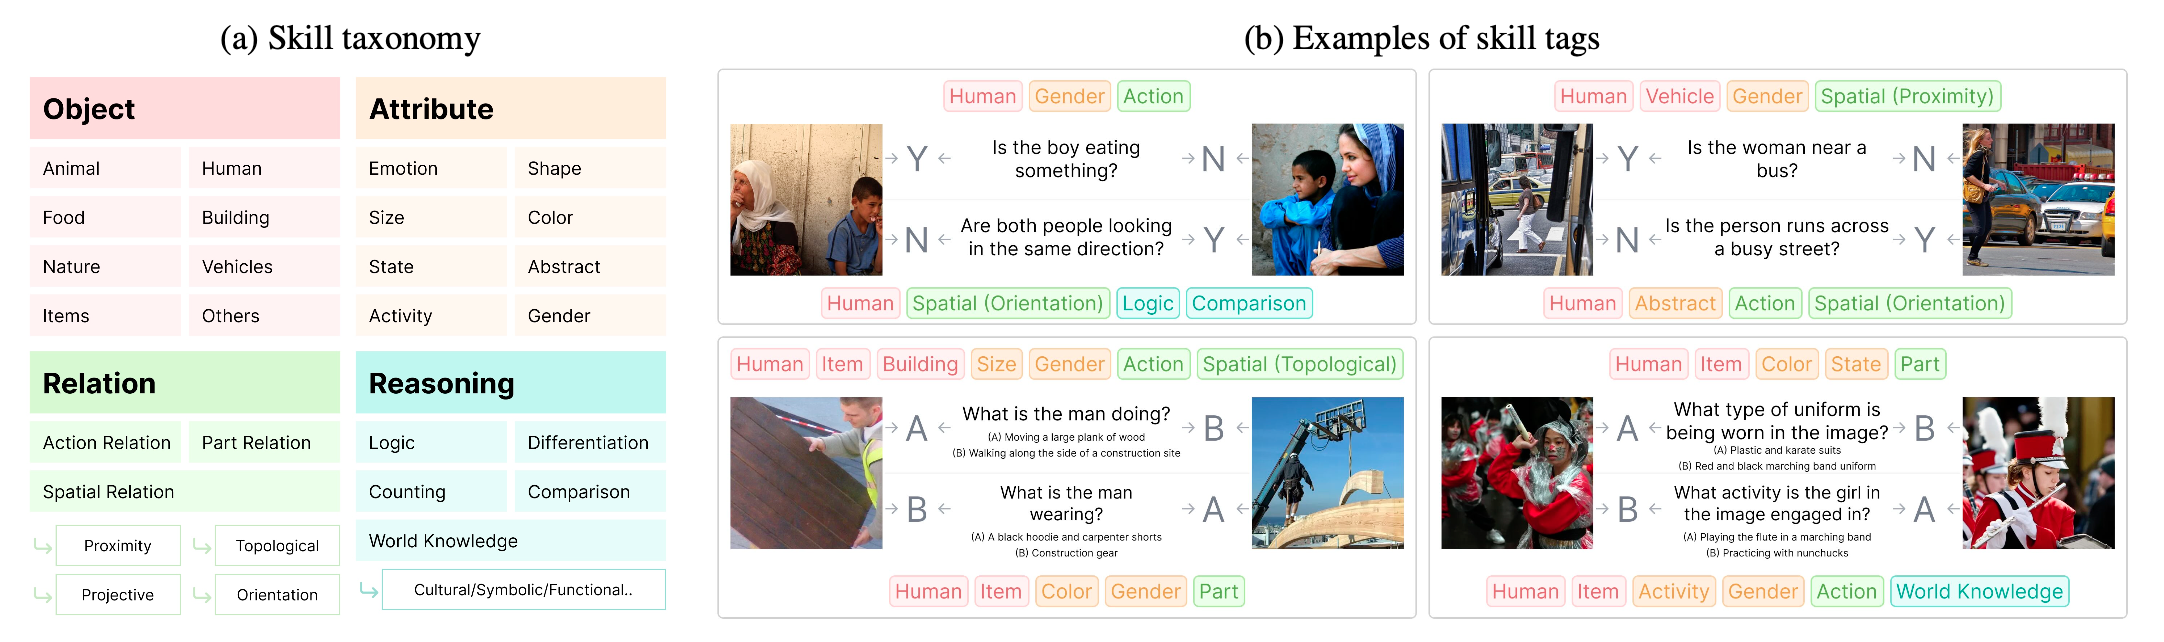 (a) Skill taxonomy
Object
Animal
Human
Food
Building
Nature
Vehicles
Items
Others
Attribute
Emotion
Shape
Size
Color
State
Abstract
Activity
Gender
Relation
Action Relation
Part Relation
Spatial Relation
Proximity
Topological
Projective
Orientation
Reasoning
Logic
Differentiation
Counting
Comparison
World Knowledge
Cultural/Symbolic/Functional..
(b) Examples of skill tags
Human Gender Action
Y
Is the boy eating
something?
N
N
Are both people looking
in the same direction?
Y
Human Spatial (Orientation) Logic Comparison
Human Vehicle Gender Spatial (Proximity)
Y
Is the woman near a
bus?
N
N
Is the person runs across
a busy street?
Y
Human Abstract Action Spatial (Orientation)
Human Item Building Size Gender Action Spatial (Topological)
A
What is the man doing?
(A) Moving a large plank of wood
(B) Walking along the side of a construction site
B
B
What is the man
wearing?
(A) A black hoodie and carpenter shorts
(B) Construction gear
A
Human Item Color Gender Part
Human Item Color State Part
A
What type of uniform is
being worn in the image?
(A) Plastic and karate suits
(B) Red and black marching band uniform
B
B
What activity is the girl in
the image engaged in?
(A) Playing the flute in a marching band
(B) Practicing with nunchucks
A
Human Item Activity Gender Action World Knowledge